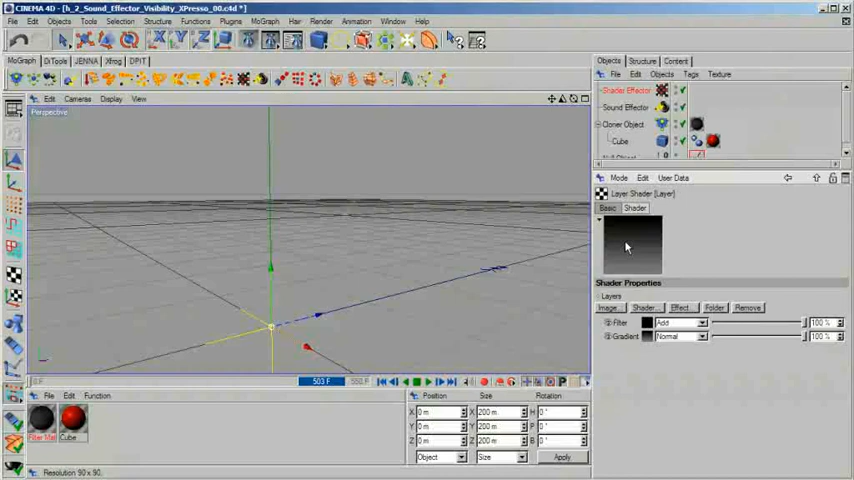 CINEMA 4D - [h_2_Sound_Effector_Visibility_XPresso_00.c4d *]
File Edit Objects Tools Selection Structure Functions Plugins MoGraph Hair Render Animation Window Help
MoGraph DiTools JENNA Xfrog DPIT
Edit Cameras Display View
Perspective
Objects Structure Content
File Edit Objects Tags Texture
Shader Effector
Sound Effector
Cloner Object
Cube
Mode Edit User Data
Layer Shader [Layer]
Basic Shader
Shader Properties
Layers
Image... Shader... Effect... Folder Remove
Filter Add 100 %
Gradient Normal 100 %
0 F 503 F 550 F
File Edit Function
Filter Mat Cube
Position Size Rotation
X 0 m X 200 m H 0 °
Y 0 m Y 200 m P 0 °
Z 0 m Z 200 m B 0 °
Object Size Apply
Resolution 90 x 90.